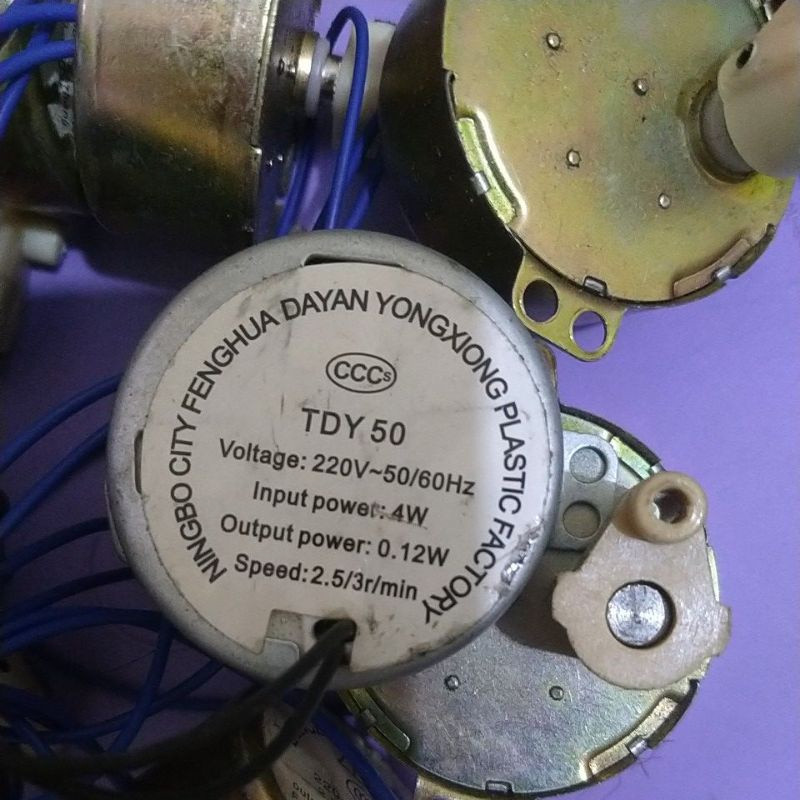 NINGBO CITY FENGHUA DAYAN YONGXIONG PLASTIC FACTORY
CCCs
TDY 50
Voltage: 220V~50/60Hz
Input power: 4W
Output power: 0.12W
Speed: 2.5/3r/min